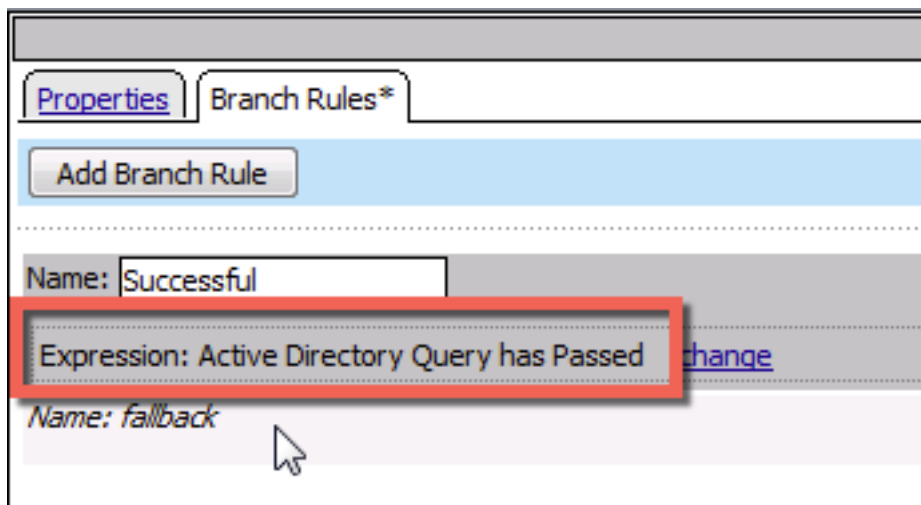 Properties Branch Rules*
Add Branch Rule
Name: Successful
Expression: Active Directory Query has Passed change
Name: fallback